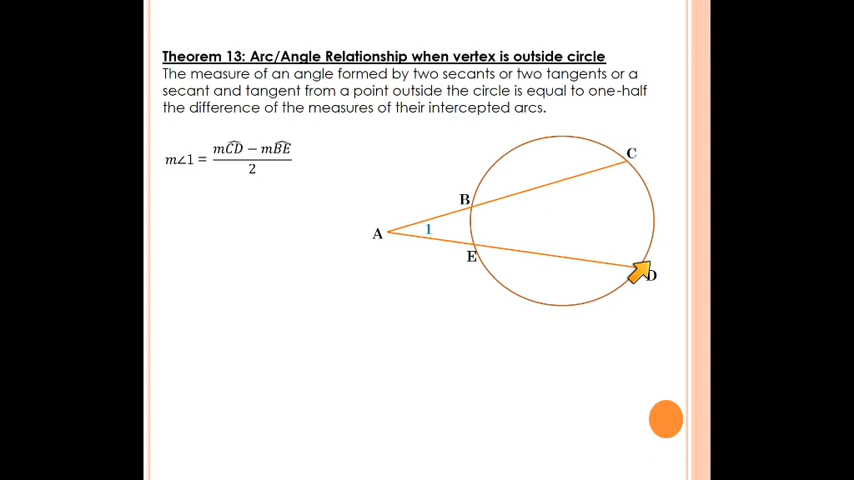 Theorem 13: Arc/Angle Relationship when vertex is outside circle
The measure of an angle formed by two secants or two tangents or a
secant and tangent from a point outside the circle is equal to one-half
the difference of the measures of their intercepted arcs.
m∠1 = (mCD͡ − mBE͡)/2
C
B
A
1
E
D